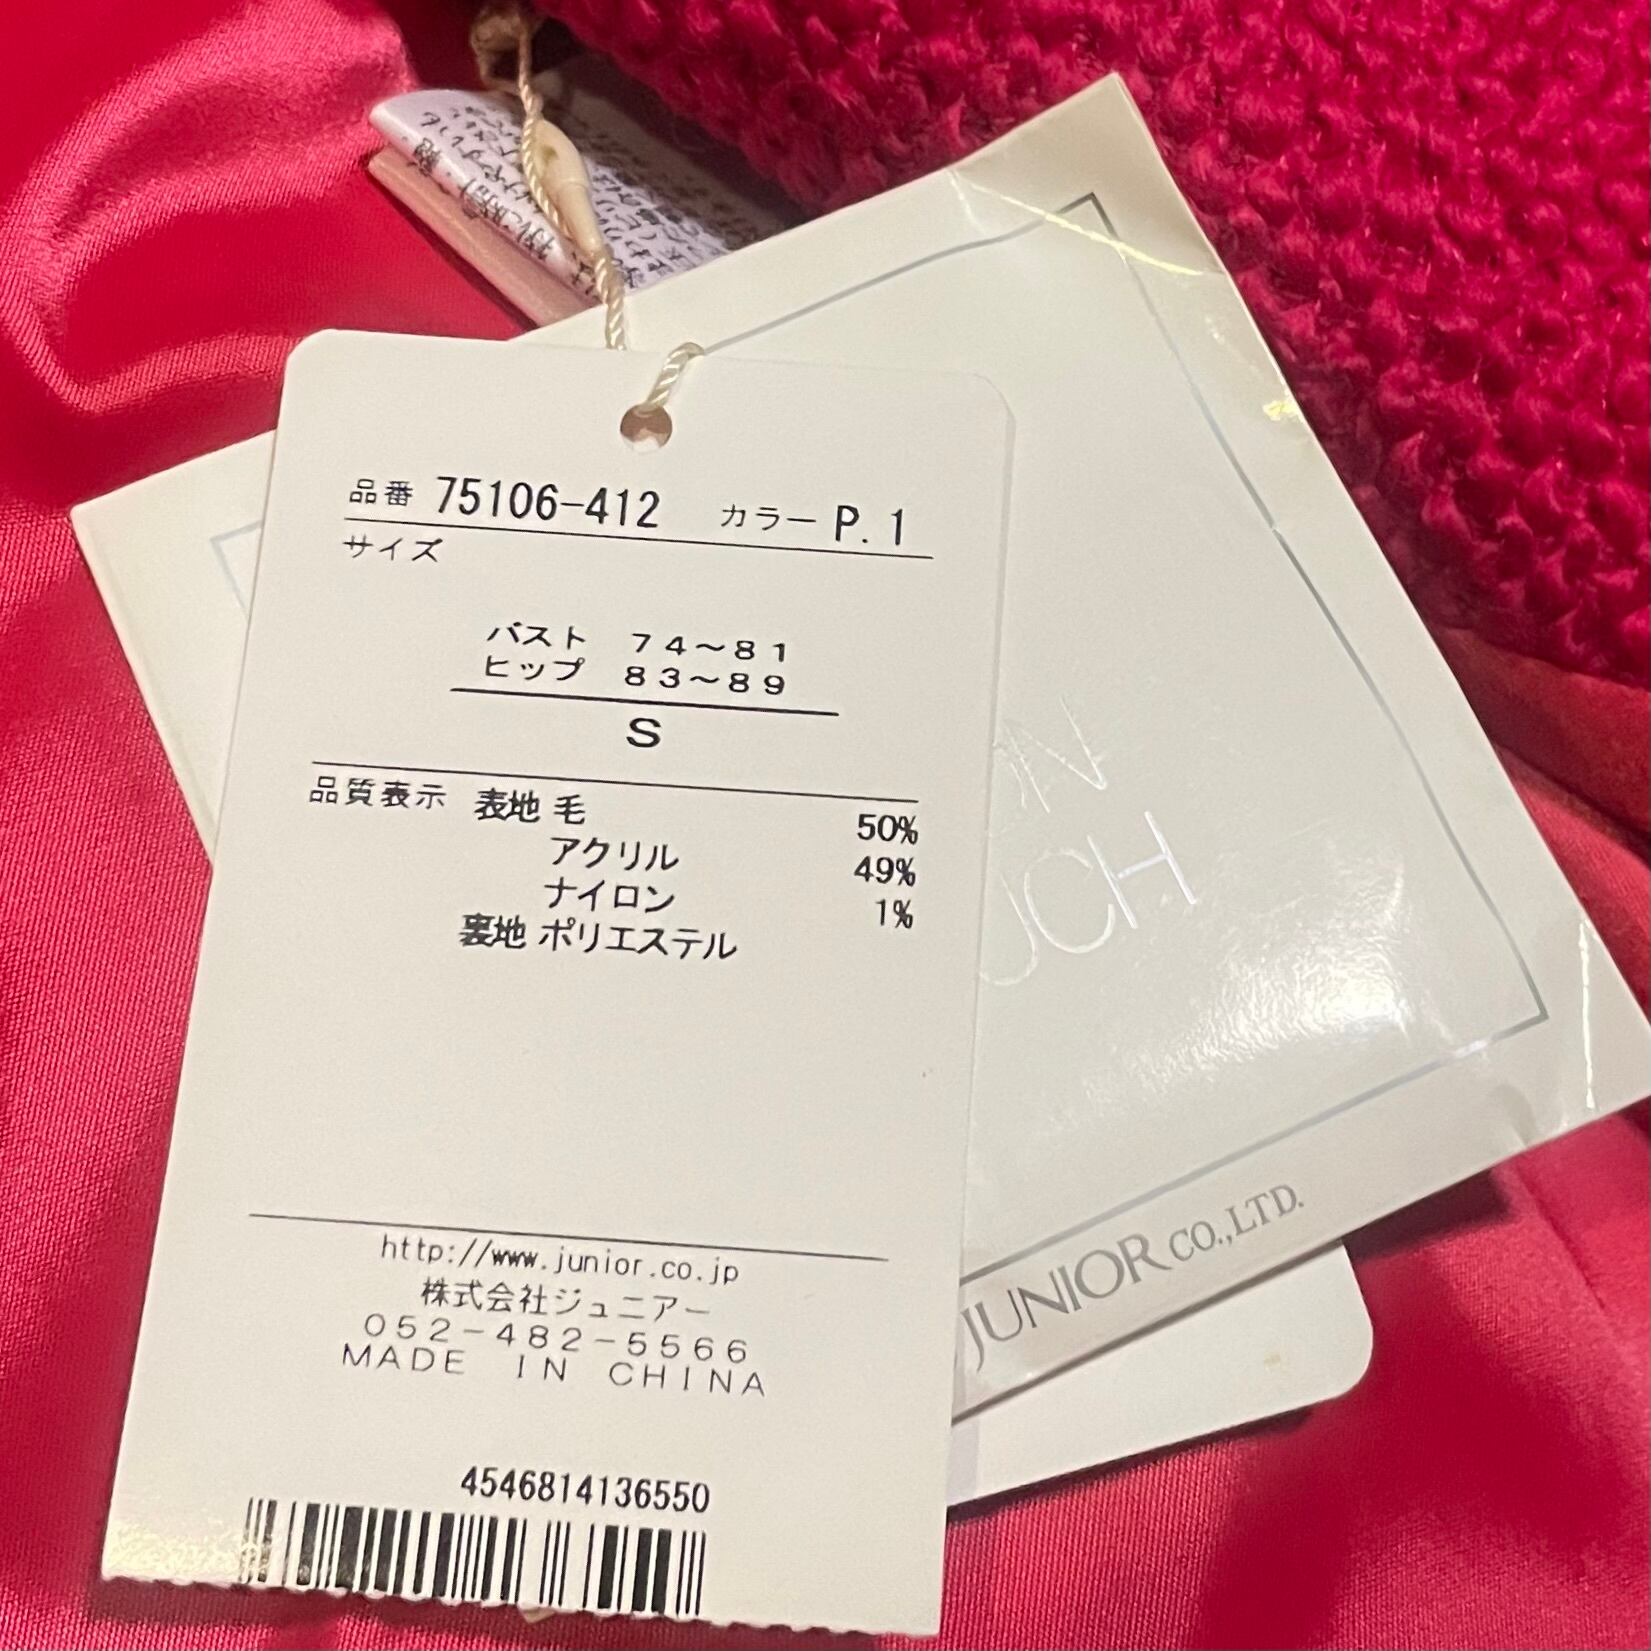 品番 75106-412 カラー P. 1
サイズ
バスト 74～81
ヒップ 83～89
S
品質表示 表地 毛 50%
アクリル 49%
ナイロン 1%
裏地 ポリエステル
http://www.junior.co.jp
株式会社ジュニアー
052-482-5566
MADE IN CHINA
4546814136550
JUNIOR CO.,LTD.